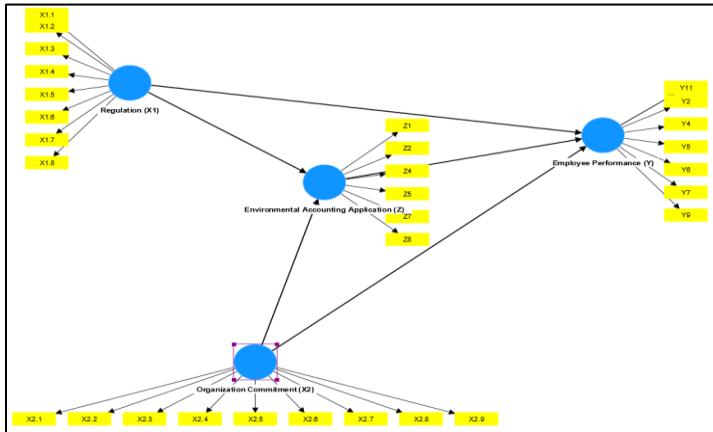 X1.1
X1.2
X1.3
X1.4
X1.5
X1.6
X1.7
X1.8
Regulation (X1)
Z1
Z2
Z4
Z5
Z7
Z8
Environmental Accounting Application (Z)
Y11
Y2
Y4
Y5
Y6
Y7
Y9
Employee Performance (Y)
Organization Commitment (X2)
X2.1 X2.2 X2.3 X2.4 X2.5 X2.6 X2.7 X2.8 X2.9